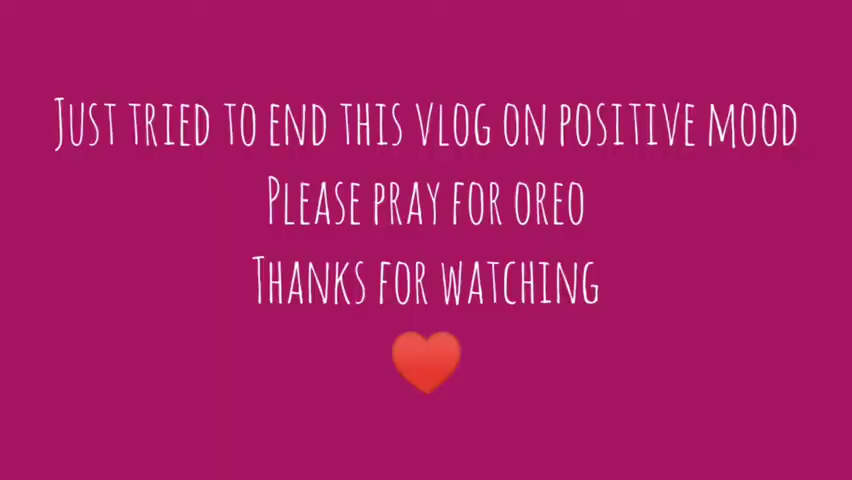 Just tried to end this vlog on positive mood
Please pray for oreo
Thanks for watching